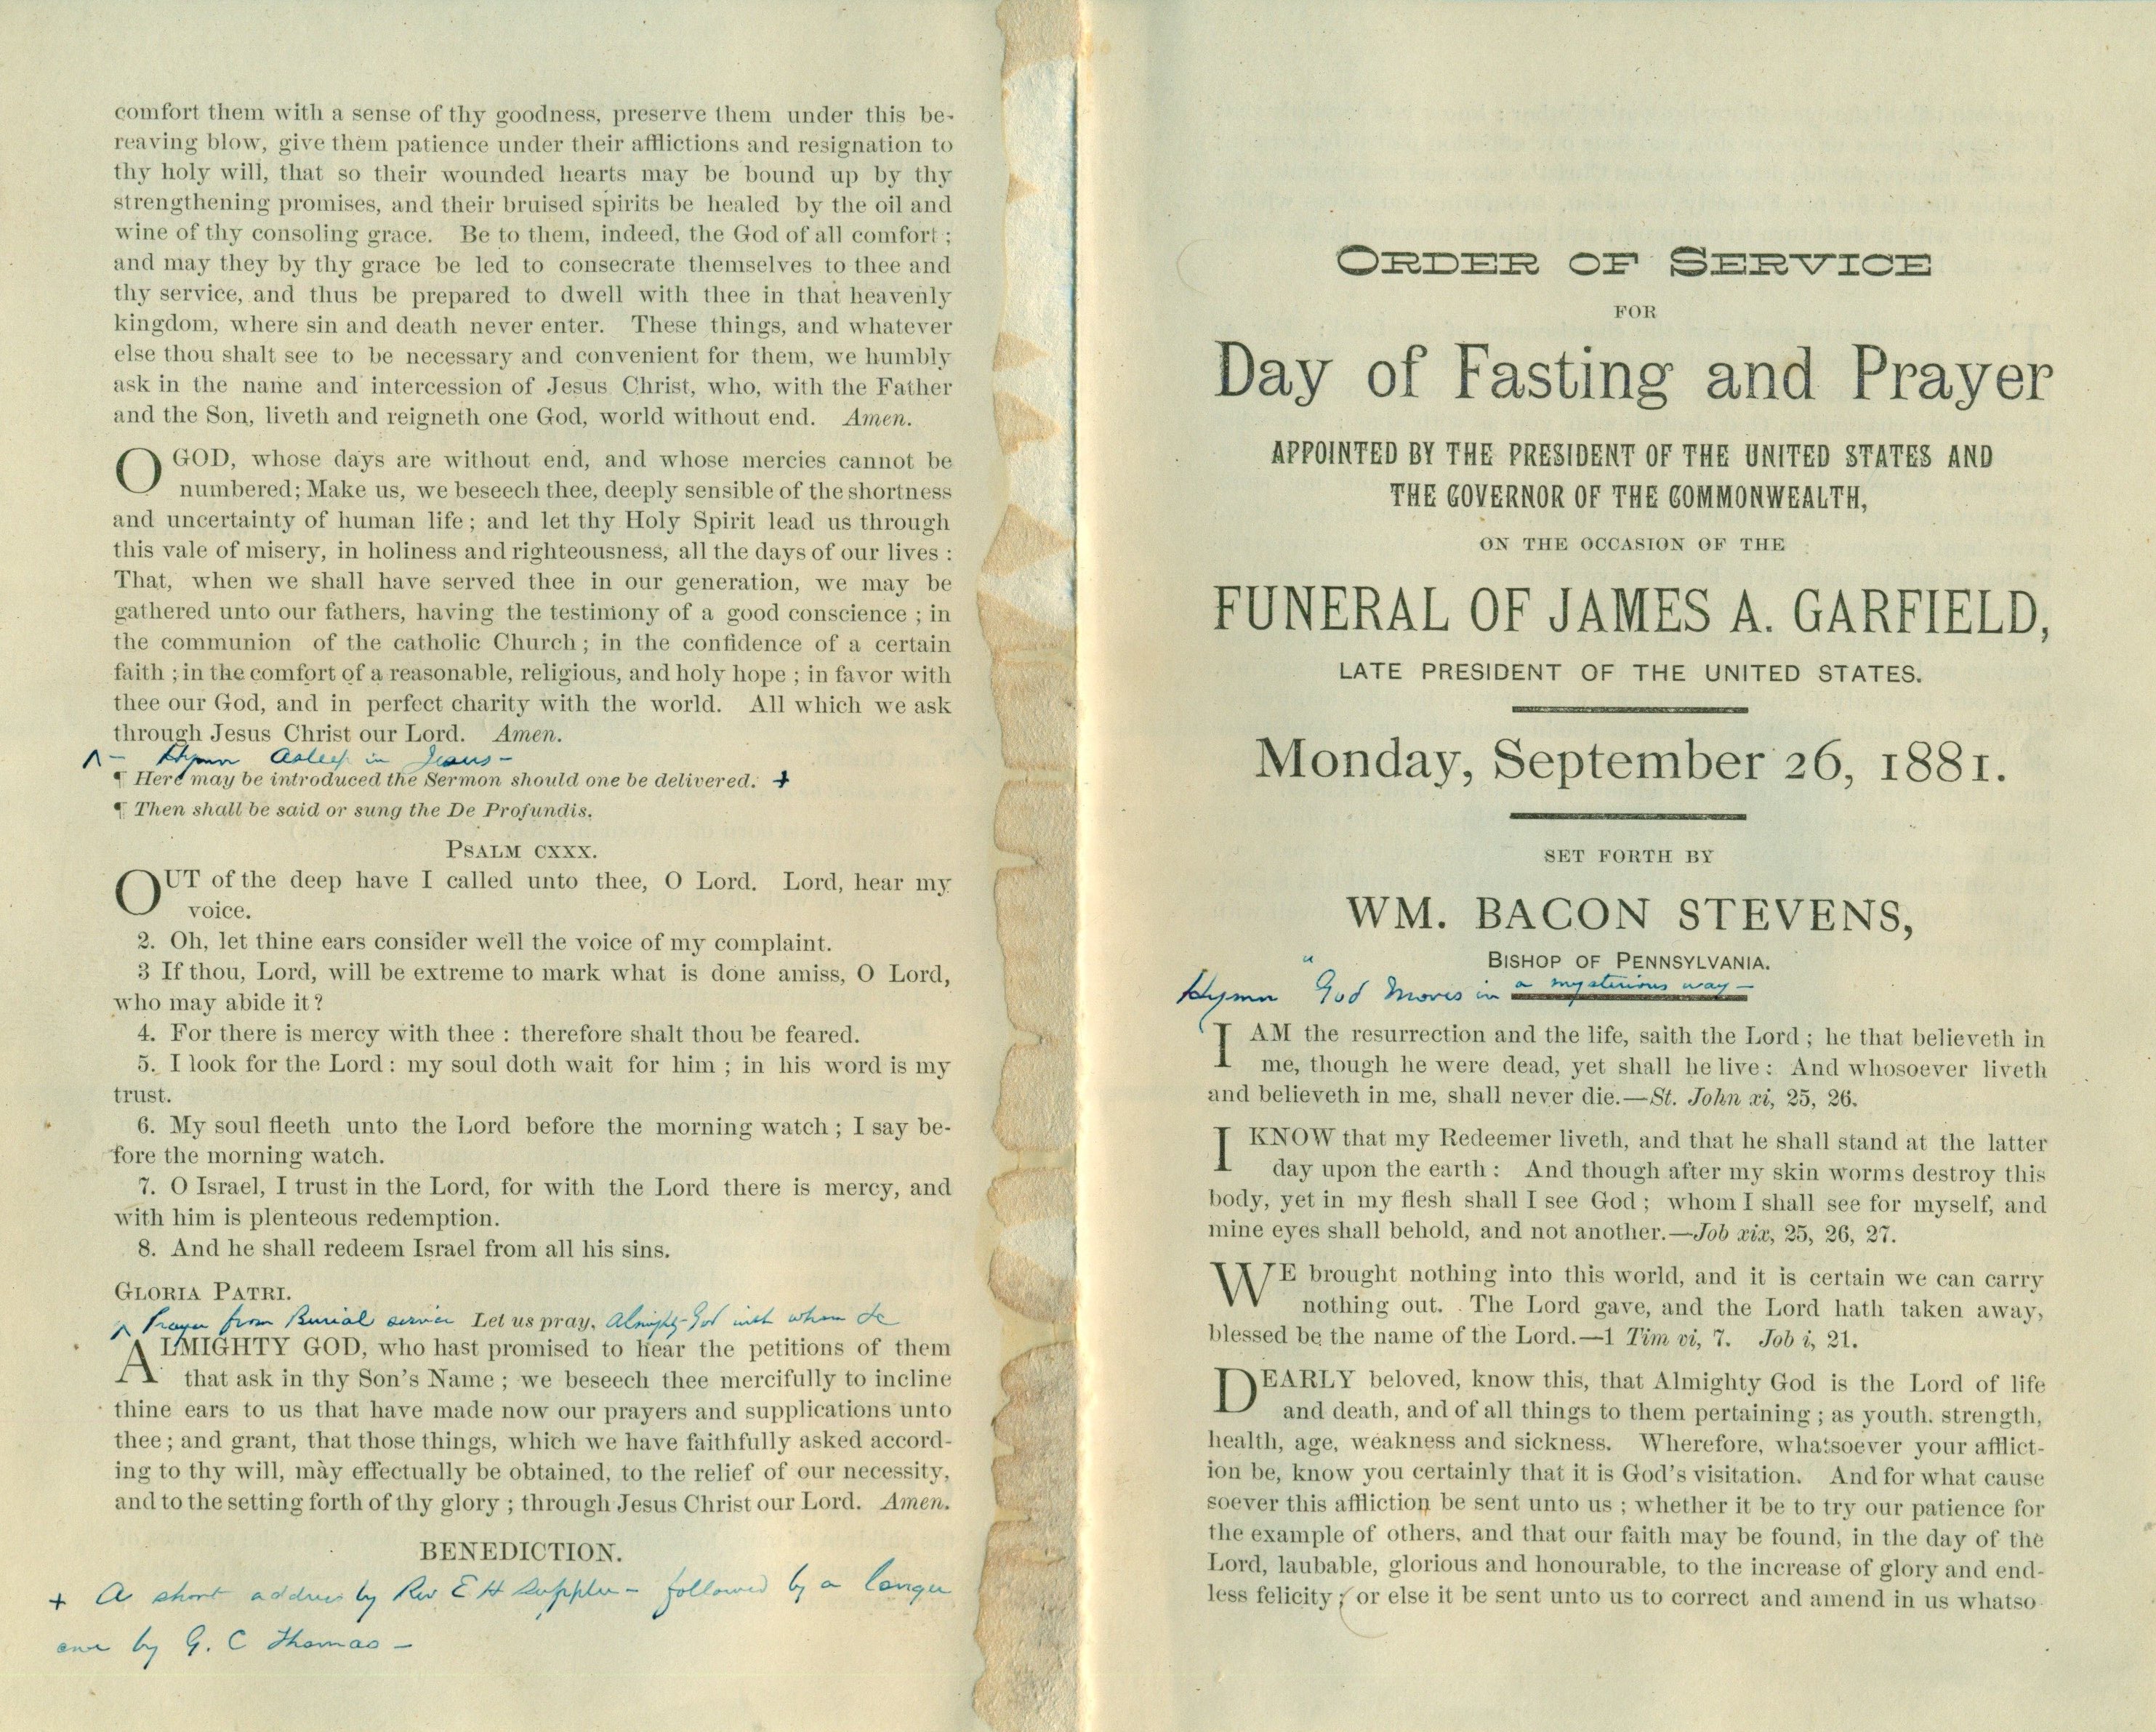 comfort them with a sense of thy goodness, preserve them under this be-
reaving blow, give them patience under their afflictions and resignation to
thy holy will, that so their wounded hearts may be bound up by thy
strengthening promises, and their bruised spirits be healed by the oil and
wine of thy consoling grace. Be to them, indeed, the God of all comfort ;
and may they by thy grace be led to consecrate themselves to thee and
thy service, and thus be prepared to dwell with thee in that heavenly
kingdom, where sin and death never enter. These things, and whatever
else thou shalt see to be necessary and convenient for them, we humbly
ask in the name and intercession of Jesus Christ, who, with the Father
and the Son, liveth and reigneth one God, world without end. Amen.
O GOD, whose days are without end, and whose mercies cannot be
numbered; Make us, we beseech thee, deeply sensible of the shortness
and uncertainty of human life ; and let thy Holy Spirit lead us through
this vale of misery, in holiness and righteousness, all the days of our lives :
That, when we shall have served thee in our generation, we may be
gathered unto our fathers, having the testimony of a good conscience ; in
the communion of the catholic Church ; in the confidence of a certain
faith ; in the comfort of a reasonable, religious, and holy hope ; in favor with
thee our God, and in perfect charity with the world. All which we ask
through Jesus Christ our Lord. Amen.
^ – Hymn Asleep in Jesus –
¶ Here may be introduced the Sermon should one be delivered. +
¶ Then shall be said or sung the De Profundis.
PSALM CXXX.
OUT of the deep have I called unto thee, O Lord. Lord, hear my
voice.
2. Oh, let thine ears consider well the voice of my complaint.
3 If thou, Lord, will be extreme to mark what is done amiss, O Lord,
who may abide it ?
4. For there is mercy with thee : therefore shalt thou be feared.
5. I look for the Lord : my soul doth wait for him ; in his word is my
trust.
6. My soul fleeth unto the Lord before the morning watch ; I say be-
fore the morning watch.
7. O Israel, I trust in the Lord, for with the Lord there is mercy, and
with him is plenteous redemption.
8. And he shall redeem Israel from all his sins.
GLORIA PATRI.
^ Prayer from Burial service Let us pray. Almighty God with whom &c
ALMIGHTY GOD, who hast promised to hear the petitions of them
that ask in thy Son's Name ; we beseech thee mercifully to incline
thine ears to us that have made now our prayers and supplications unto
thee ; and grant, that those things, which we have faithfully asked accord-
ing to thy will, may effectually be obtained, to the relief of our necessity,
and to the setting forth of thy glory ; through Jesus Christ our Lord. Amen.
BENEDICTION.
+ A short address by Rev E H Supplee – followed by a longer
one by G. C Thomas –
ORDER OF SERVICE
FOR
Day of Fasting and Prayer
APPOINTED BY THE PRESIDENT OF THE UNITED STATES AND
THE GOVERNOR OF THE COMMONWEALTH,
ON THE OCCASION OF THE
FUNERAL OF JAMES A. GARFIELD,
LATE PRESIDENT OF THE UNITED STATES.
Monday, September 26, 1881.
SET FORTH BY
WM. BACON STEVENS,
BISHOP OF PENNSYLVANIA.
Hymn "God Moves in a mysterious way –
I AM the resurrection and the life, saith the Lord ; he that believeth in
me, though he were dead, yet shall he live : And whosoever liveth
and believeth in me, shall never die.—St. John xi, 25, 26.
I KNOW that my Redeemer liveth, and that he shall stand at the latter
day upon the earth : And though after my skin worms destroy this
body, yet in my flesh shall I see God ; whom I shall see for myself, and
mine eyes shall behold, and not another.—Job xix, 25, 26, 27.
WE brought nothing into this world, and it is certain we can carry
nothing out. The Lord gave, and the Lord hath taken away,
blessed be the name of the Lord.—1 Tim vi, 7. Job i, 21.
DEARLY beloved, know this, that Almighty God is the Lord of life
and death, and of all things to them pertaining ; as youth. strength,
health, age, weakness and sickness. Wherefore, whatsoever your afflict-
ion be, know you certainly that it is God's visitation. And for what cause
soever this affliction be sent unto us ; whether it be to try our patience for
the example of others, and that our faith may be found, in the day of the
Lord, laubable, glorious and honourable, to the increase of glory and end-
less felicity ; ( or else it be sent unto us to correct and amend in us whatso